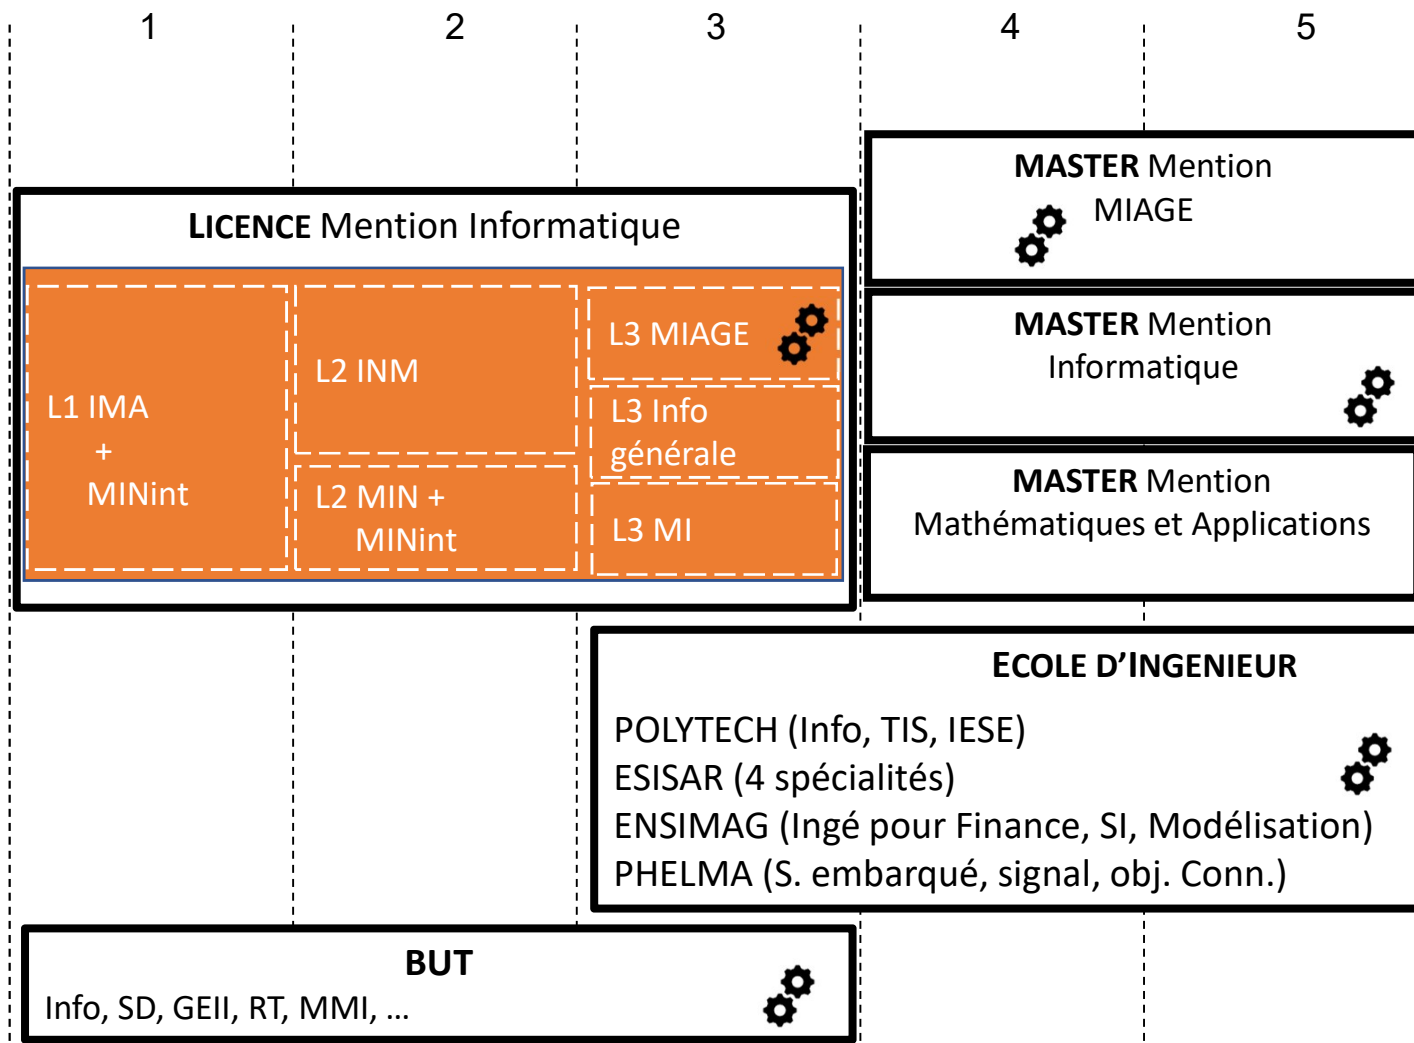 1 2 3 4 5
LICENCE Mention Informatique
L1 IMA
+
MINint
L2 INM
L2 MIN +
MINint
L3 MIAGE
L3 Info
générale
L3 MI
MASTER Mention
MIAGE
MASTER Mention
Informatique
MASTER Mention
Mathématiques et Applications
ECOLE D'INGENIEUR
POLYTECH (Info, TIS, IESE)
ESISAR (4 spécialités)
ENSIMAG (Ingé pour Finance, SI, Modélisation)
PHELMA (S. embarqué, signal, obj. Conn.)
BUT
Info, SD, GEII, RT, MMI, ...